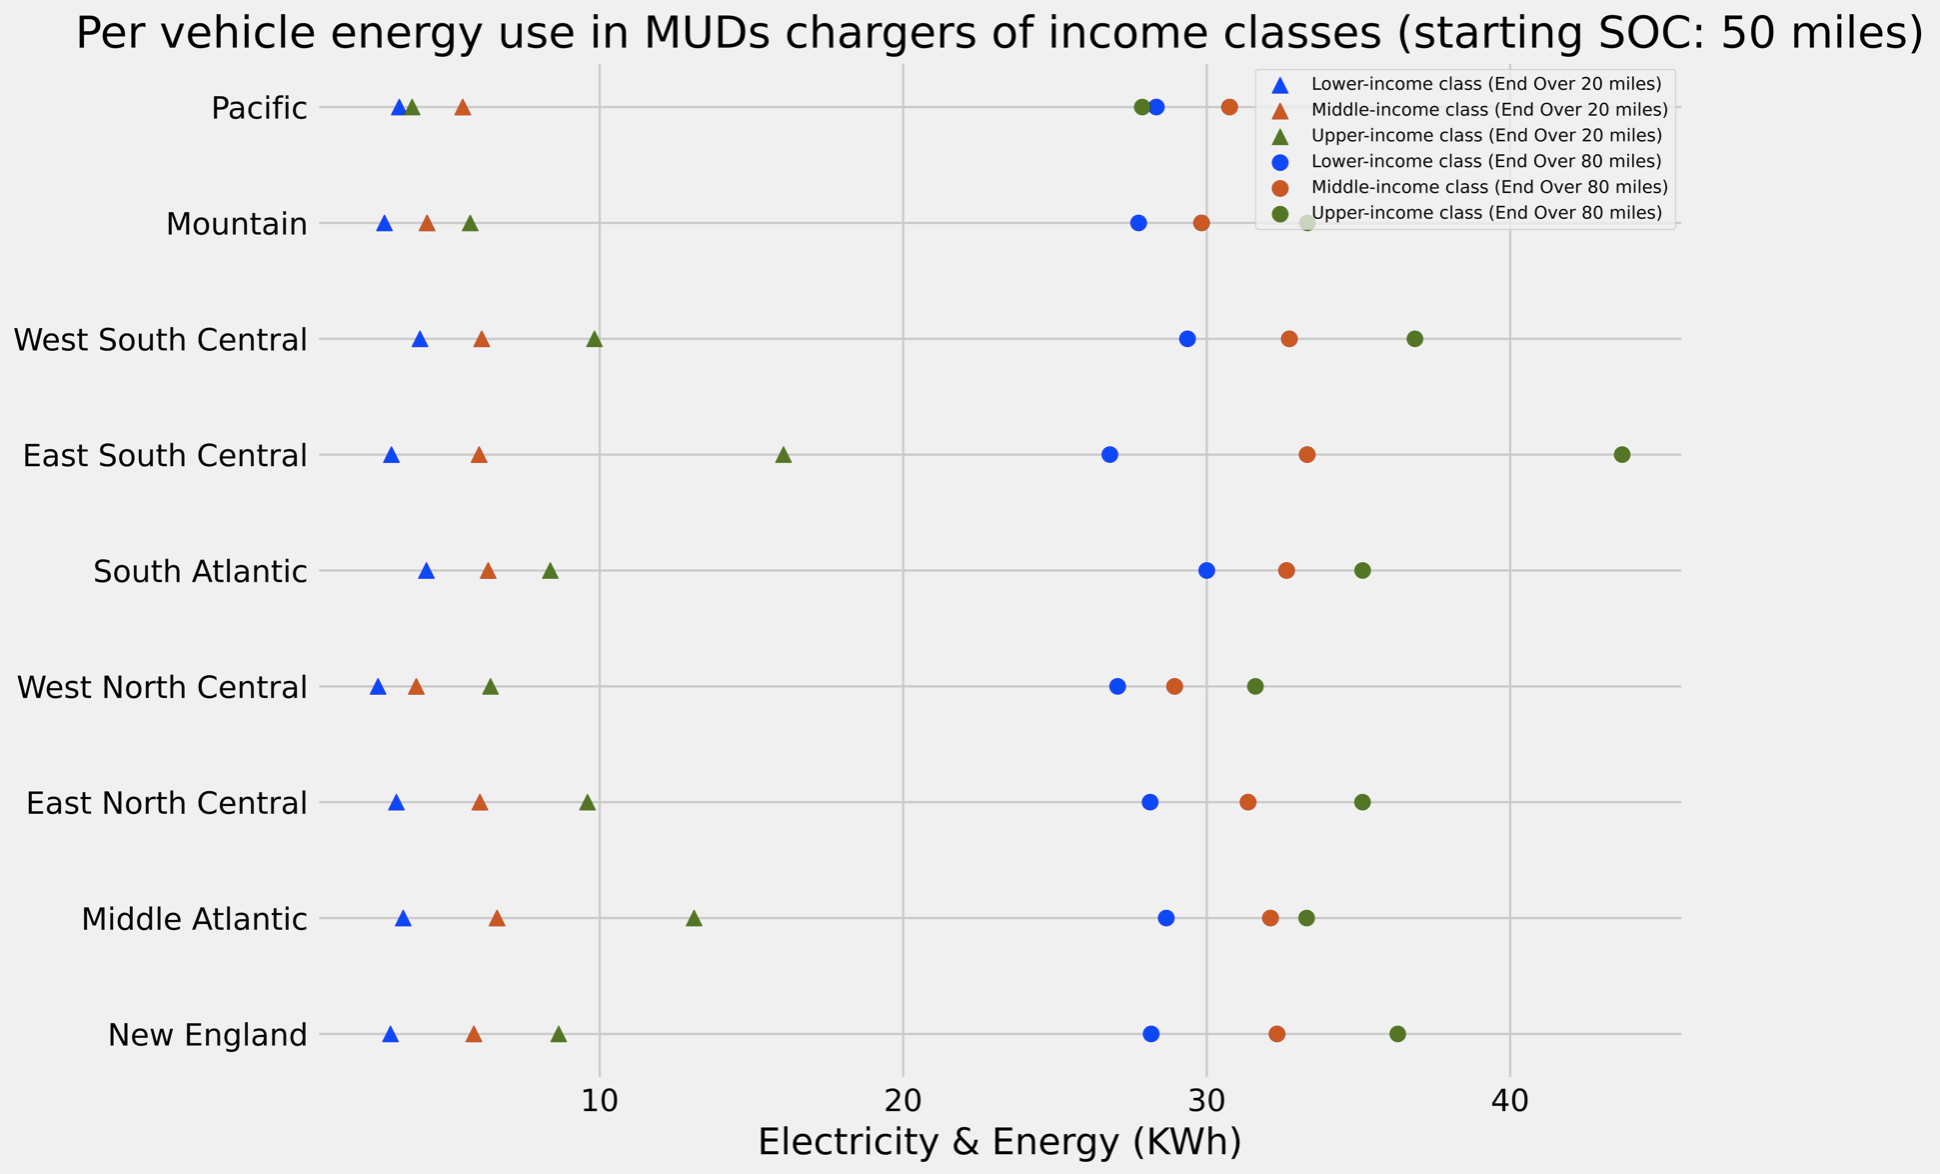 Per vehicle energy use in MUDs chargers of income classes (starting SOC: 50 miles)
Lower-income class (End Over 20 miles)
Middle-income class (End Over 20 miles)
Upper-income class (End Over 20 miles)
Lower-income class (End Over 80 miles)
Middle-income class (End Over 80 miles)
Upper-income class (End Over 80 miles)
Pacific
Mountain
West South Central
East South Central
South Atlantic
West North Central
East North Central
Middle Atlantic
New England
10 20 30 40
Electricity & Energy (KWh)